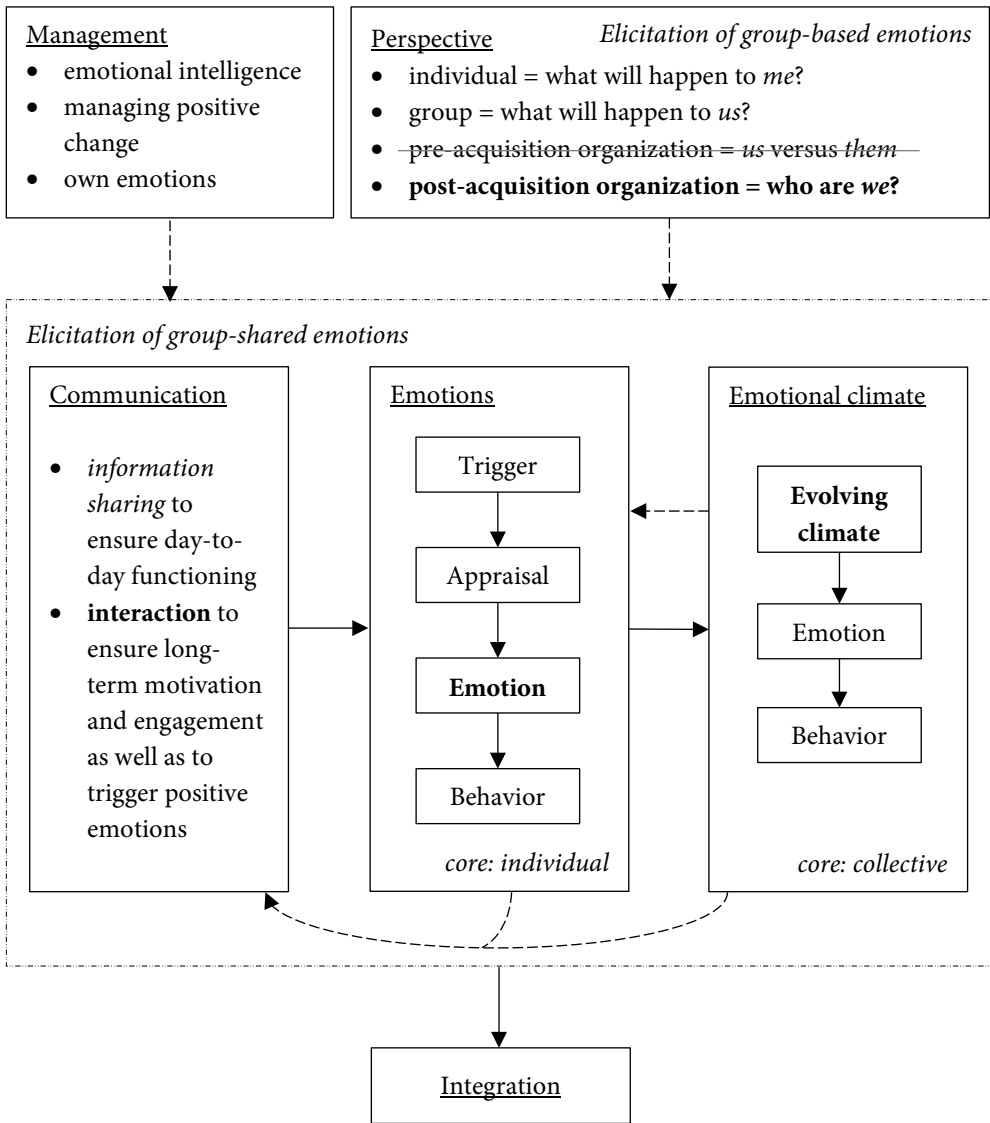 Management
• emotional intelligence
• managing positive
change
• own emotions
Perspective
Elicitation of group-based emotions
• individual = what will happen to me?
• group = what will happen to us?
• pre-acquisition organization = us versus them
• post-acquisition organization = who are we?
Elicitation of group-shared emotions
Communication
• information
sharing to
ensure day-to-
day functioning
• interaction to
ensure long-
term motivation
and engagement
as well as to
trigger positive
emotions
Emotions
Trigger
Appraisal
Emotion
Behavior
core: individual
Emotional climate
Evolving
climate
Emotion
Behavior
core: collective
Integration